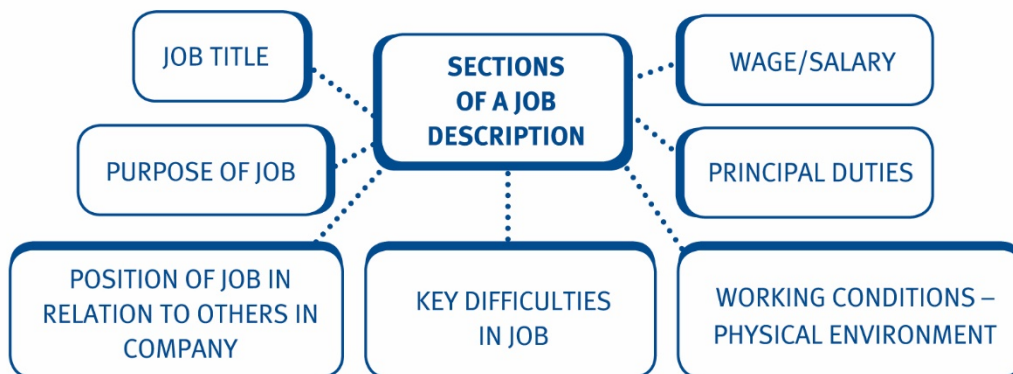 JOB TITLE
SECTIONS
OF A JOB
DESCRIPTION
WAGE/SALARY
PURPOSE OF JOB
PRINCIPAL DUTIES
POSITION OF JOB IN
RELATION TO OTHERS IN
COMPANY
KEY DIFFICULTIES
IN JOB
WORKING CONDITIONS –
PHYSICAL ENVIRONMENT